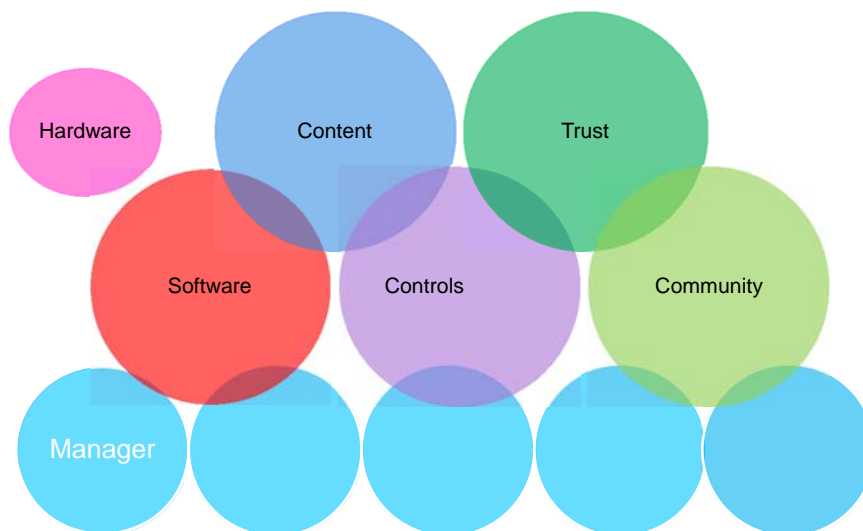 Hardware
Content
Trust
Software
Controls
Community
Manager